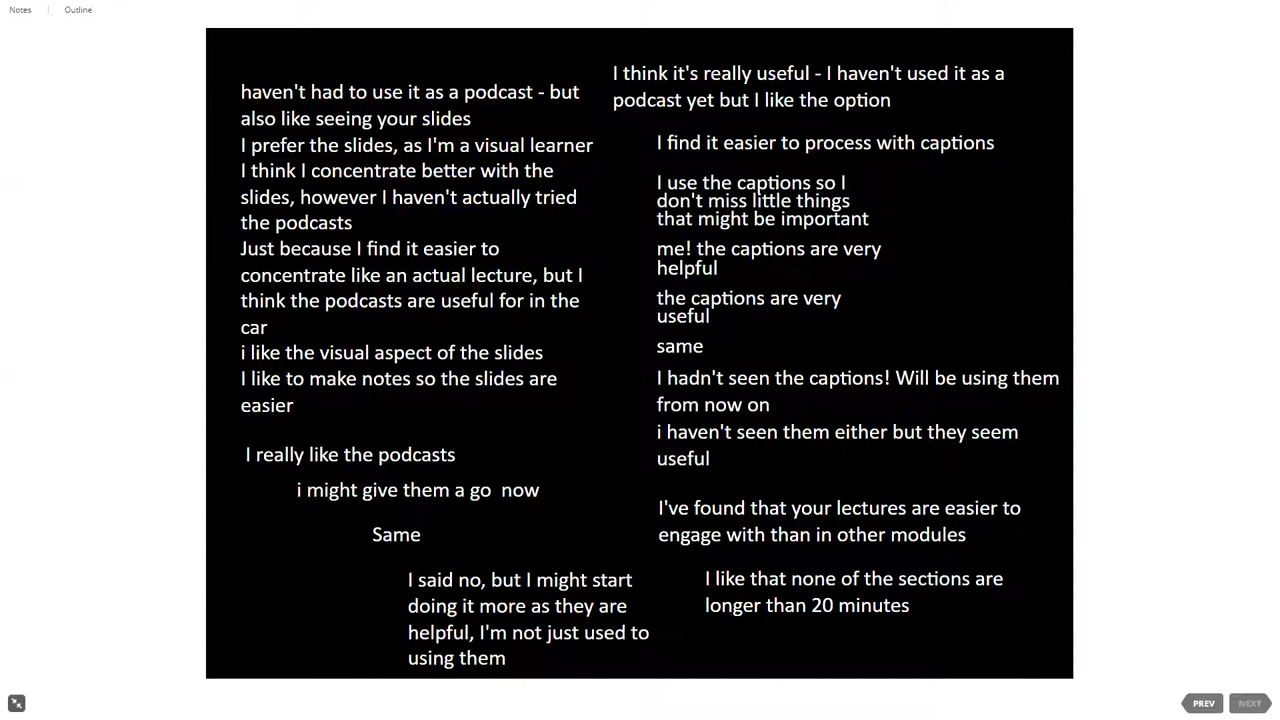 Notes
Outline
haven't had to use it as a podcast - but
also like seeing your slides
I prefer the slides, as I'm a visual learner
I think I concentrate better with the
slides, however I haven't actually tried
the podcasts
Just because I find it easier to
concentrate like an actual lecture, but I
think the podcasts are useful for in the
car
i like the visual aspect of the slides
I like to make notes so the slides are
easier
I really like the podcasts
i might give them a go now
Same
I said no, but I might start
doing it more as they are
helpful, I'm not just used to
using them
I think it's really useful - I haven't used it as a
podcast yet but I like the option
I find it easier to process with captions
I use the captions so I
don't miss little things
that might be important
me! the captions are very
helpful
the captions are very
useful
same
I hadn't seen the captions! Will be using them
from now on
i haven't seen them either but they seem
useful
I've found that your lectures are easier to
engage with than in other modules
I like that none of the sections are
longer than 20 minutes
PREV
NEXT